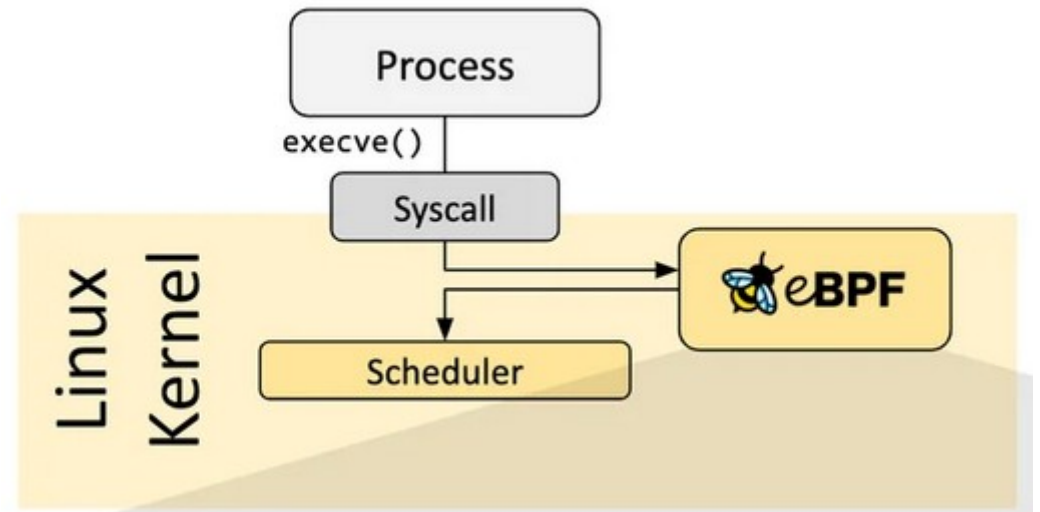 Process
execve()
Syscall
eBPF
Scheduler
Linux
Kernel